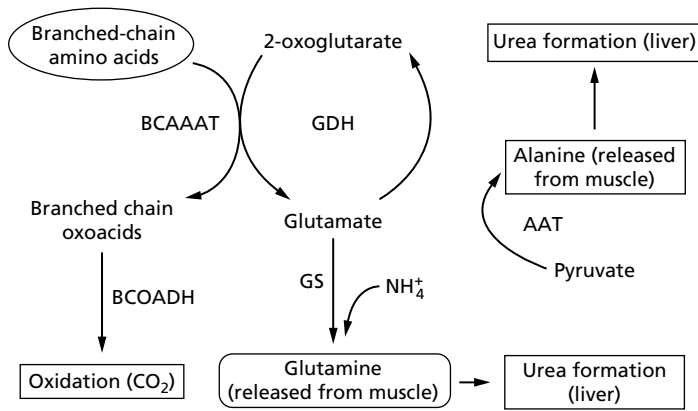 Branched-chain
amino acids
2-oxoglutarate
Urea formation (liver)
BCAAAT
GDH
Alanine (released
from muscle)
Branched chain
oxoacids
Glutamate
AAT
Pyruvate
BCOADH
GS
NH₄⁺
Oxidation (CO₂)
Glutamine
(released from muscle)
Urea formation
(liver)